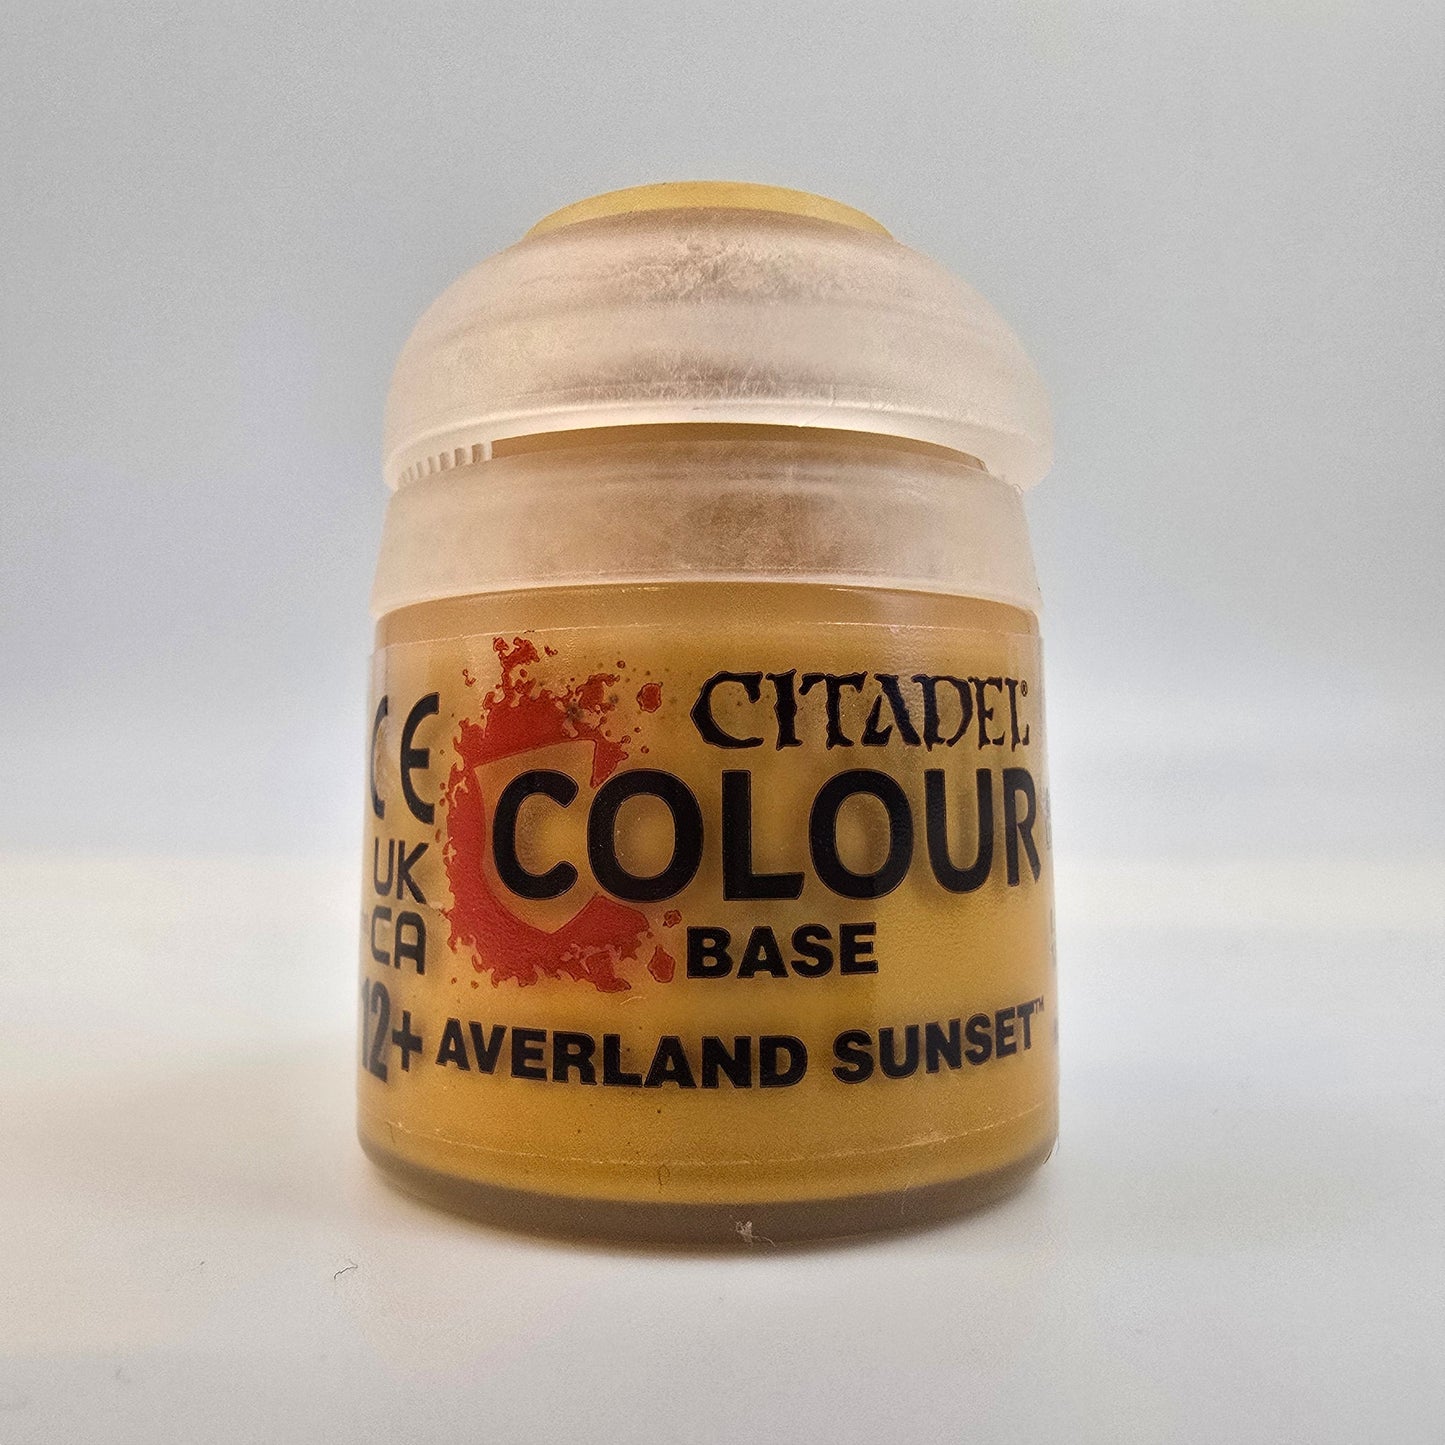 CITADEL®
COLOUR
BASE
AVERLAND SUNSET™
CE
UK
CA
12+